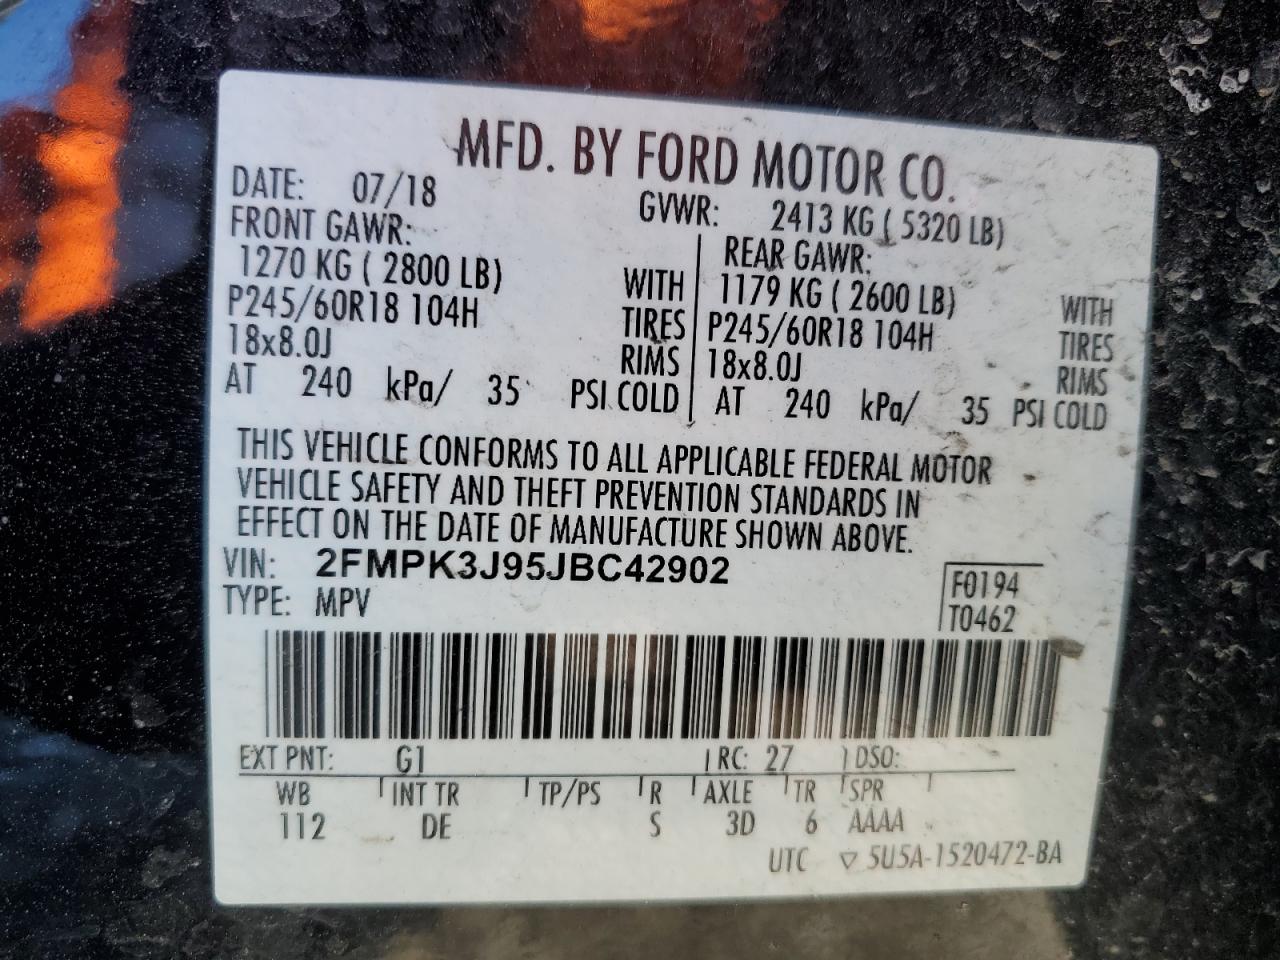 MFD. BY FORD MOTOR CO.
DATE: 07/18 GVWR: 2413 KG ( 5320 LB)
FRONT GAWR: REAR GAWR:
1270 KG ( 2800 LB) WITH 1179 KG ( 2600 LB) WITH
P245/60R18 104H TIRES P245/60R18 104H TIRES
18x8.0J RIMS 18x8.0J RIMS
AT 240 kPa/ 35 PSI COLD AT 240 kPa/ 35 PSI COLD
THIS VEHICLE CONFORMS TO ALL APPLICABLE FEDERAL MOTOR
VEHICLE SAFETY AND THEFT PREVENTION STANDARDS IN
EFFECT ON THE DATE OF MANUFACTURE SHOWN ABOVE.
VIN: 2FMPK3J95JBC42902 F0194
TYPE: MPV T0462
EXT PNT: G1 RC: 27 DSO:
WB INT TR TP/PS R AXLE TR SPR
112 DE S 3D 6 AAAA
UTC ▽ 5U5A-1520472-BA